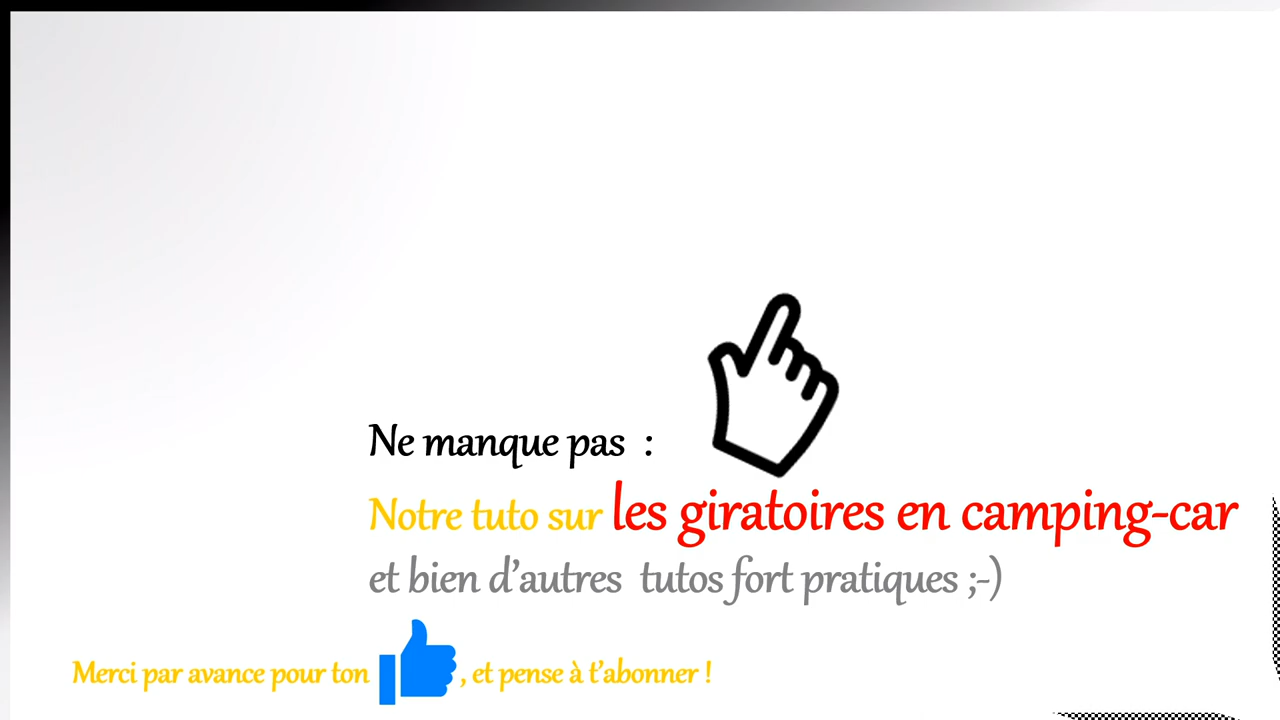 Ne manque pas  :
Notre tuto sur les giratoires en camping-car
et bien d’autres  tutos fort pratiques ;-)
Merci par avance pour ton , et pense à t’abonner !